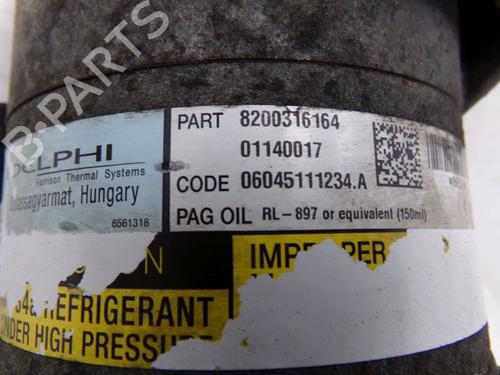 B-PARTS
DELPHI
Harrison Thermal Systems
Hungary
6561318
PART 8200316164
01140017
CODE 06045111234.A
PAG OIL RL-897 or equivalent (150ml)
REFRIGERANT
UNDER HIGH PRESSURE